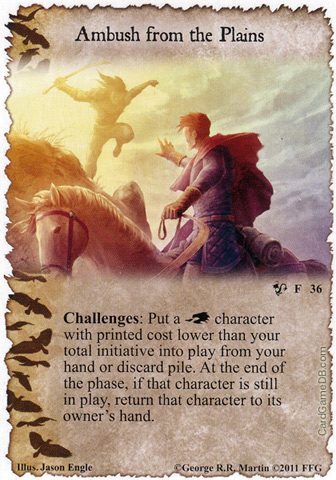 Ambush from the Plains
F 36
Challenges: Put a character
with printed cost lower than your
total initiative into play from your
hand or discard pile. At the end of
the phase, if that character is still
in play, return that character to its
owner's hand.
CardGameDB.com
Illus. Jason Engle ©George R.R. Martin ©2011 FFG